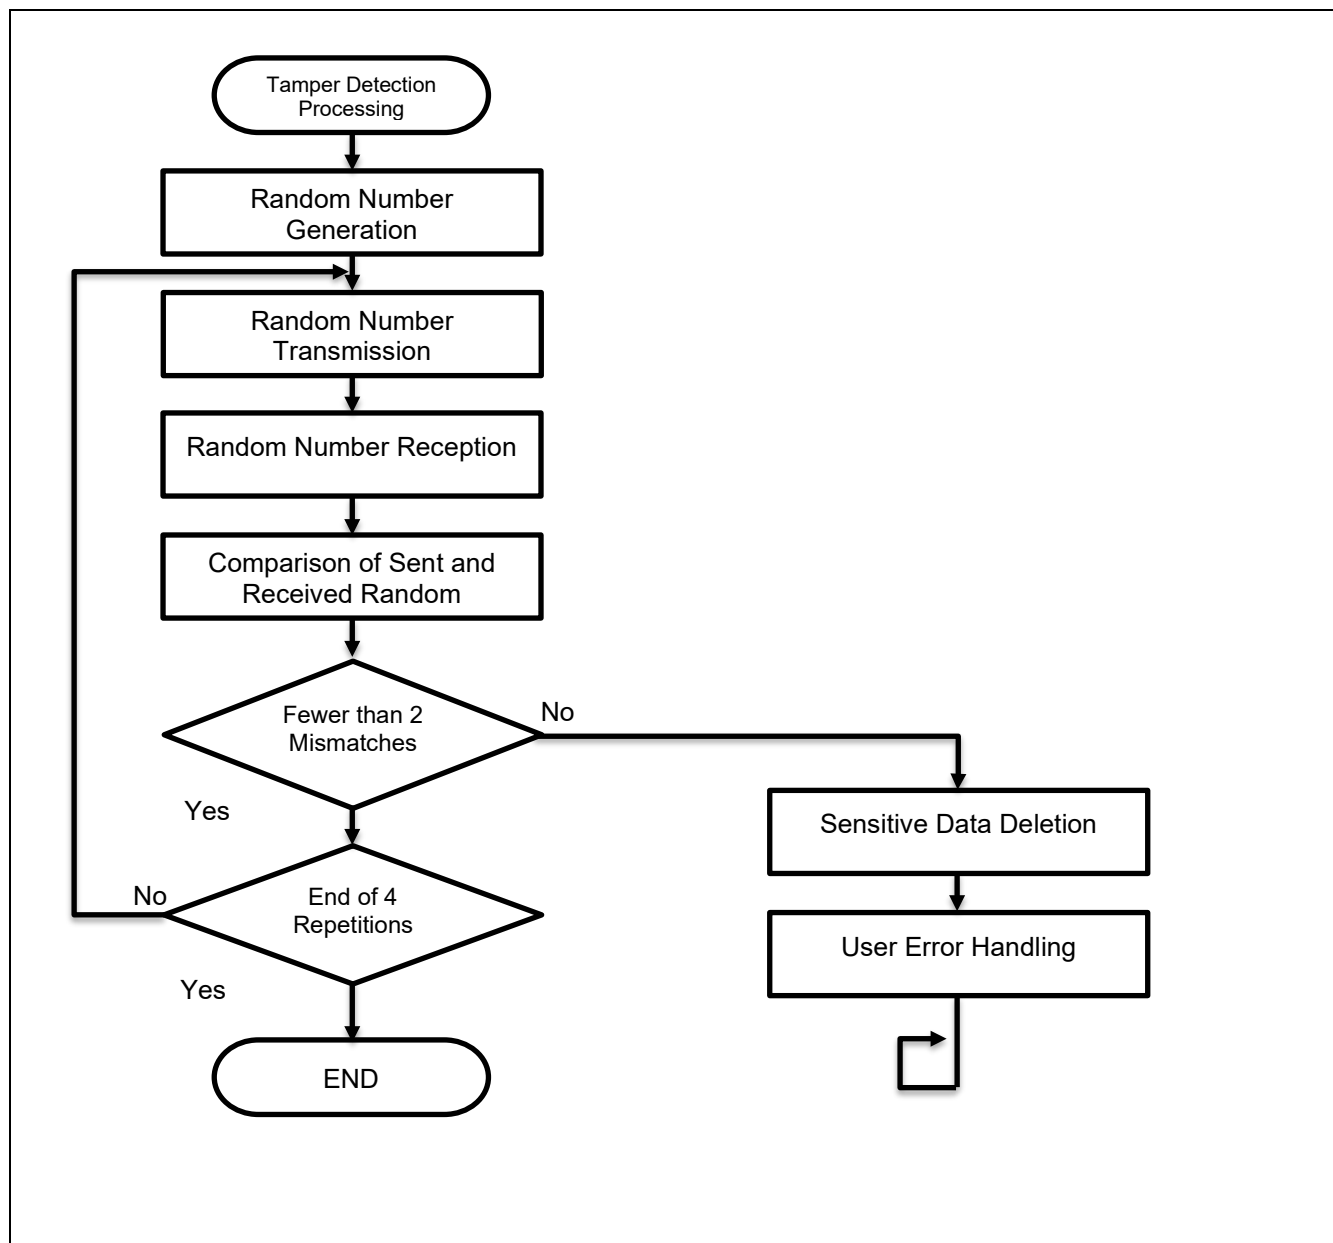 Tamper Detection
Processing
Random Number
Generation
Random Number
Transmission
Random Number Reception
Comparison of Sent and
Received Random
Fewer than 2
Mismatches
No
Yes
Sensitive Data Deletion
No
End of 4
Repetitions
User Error Handling
Yes
END